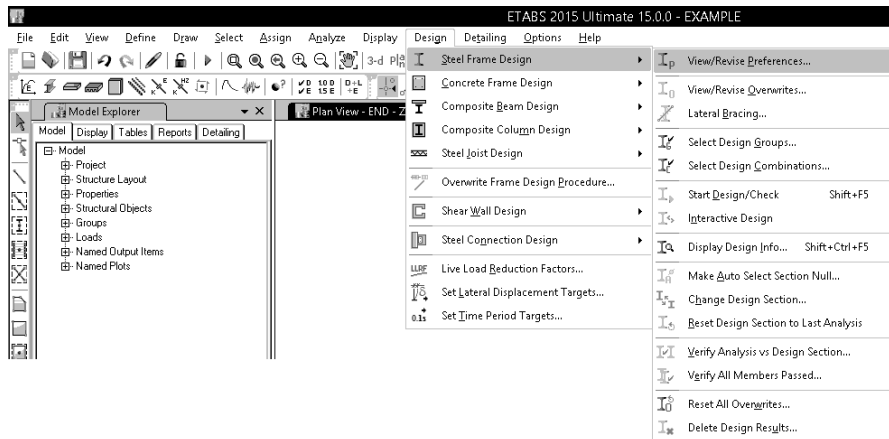 ETABS 2015 Ultimate 15.0.0 - EXAMPLE
File Edit View Define Draw Select Assign Analyze Display Design Detailing Options Help
3-d
Model Explorer
Plan View - END - Z
Model Display Tables Reports Detailing
Model
Project
Structure Layout
Properties
Structural Objects
Groups
Loads
Named Output Items
Named Plots
Steel Frame Design
Concrete Frame Design
Composite Beam Design
Composite Column Design
Steel Joist Design
Overwrite Frame Design Procedure...
Shear Wall Design
Steel Connection Design
LLRF Live Load Reduction Factors...
Set Lateral Displacement Targets...
0.1s Set Time Period Targets...
View/Revise Preferences...
View/Revise Overwrites...
Lateral Bracing...
Select Design Groups...
Select Design Combinations...
Start Design/Check Shift+F5
Interactive Design
Display Design Info... Shift+Ctrl+F5
Make Auto Select Section Null...
Change Design Section...
Reset Design Section to Last Analysis
Verify Analysis vs Design Section...
Verify All Members Passed...
Reset All Overwrites...
Delete Design Results...